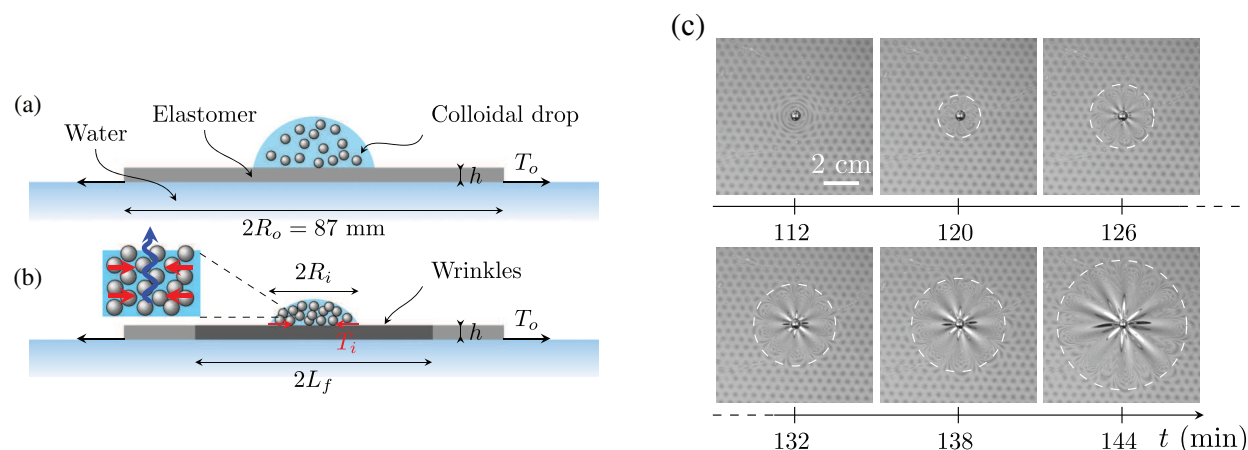 (a)
Water
Elastomer
Colloidal drop
T_o
h
2R_o = 87 mm
(b)
2R_i
Wrinkles
T_o
h
T_i
2L_f
(c)
2 cm
112
120
126
132
138
144
t (min)